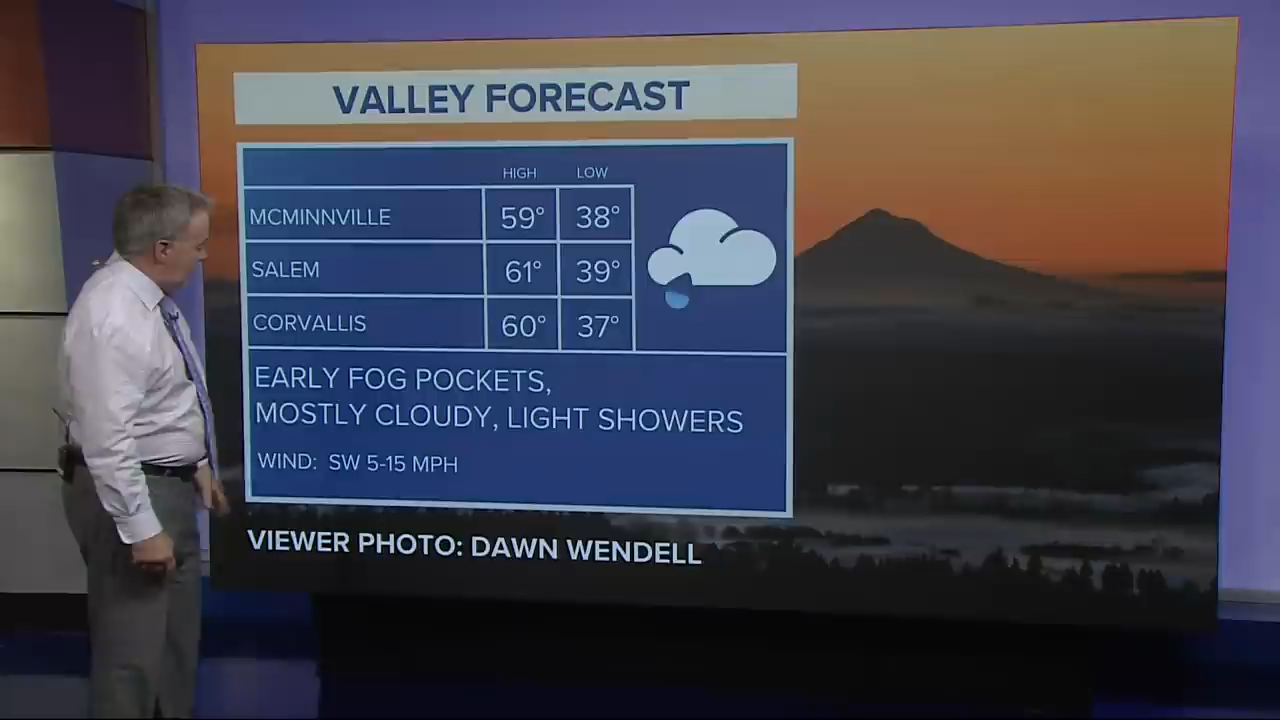 VALLEY FORECAST
HIGH LOW
MCMINNVILLE 59° 38°
SALEM 61° 39°
CORVALLIS 60° 37°
EARLY FOG POCKETS,
MOSTLY CLOUDY, LIGHT SHOWERS
WIND: SW 5-15 MPH
VIEWER PHOTO: DAWN WENDELL